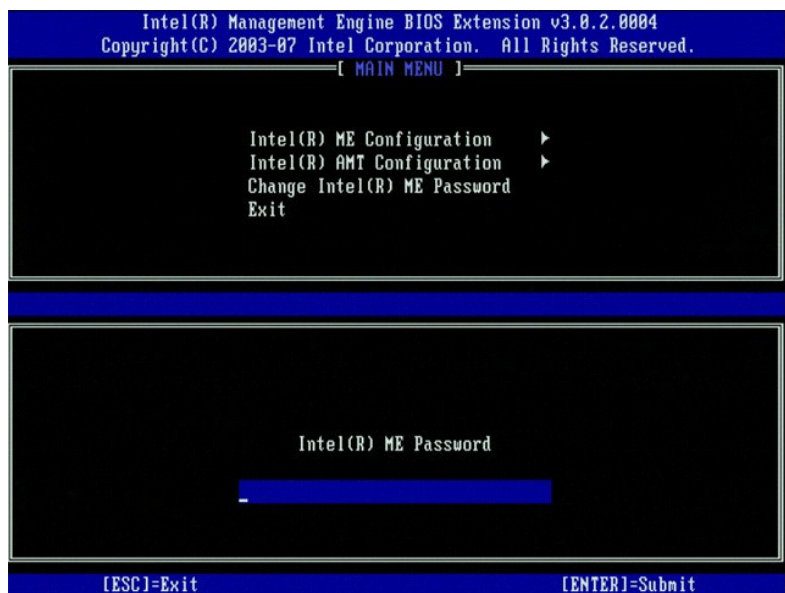 Intel(R) Management Engine BIOS Extension v3.0.2.0004
Copyright(C) 2003-07 Intel Corporation. All Rights Reserved.
[ MAIN MENU ]
Intel(R) ME Configuration ►
Intel(R) AMT Configuration ►
Change Intel(R) ME Password
Exit
Intel(R) ME Password
[ESC]=Exit [ENTER]=Submit